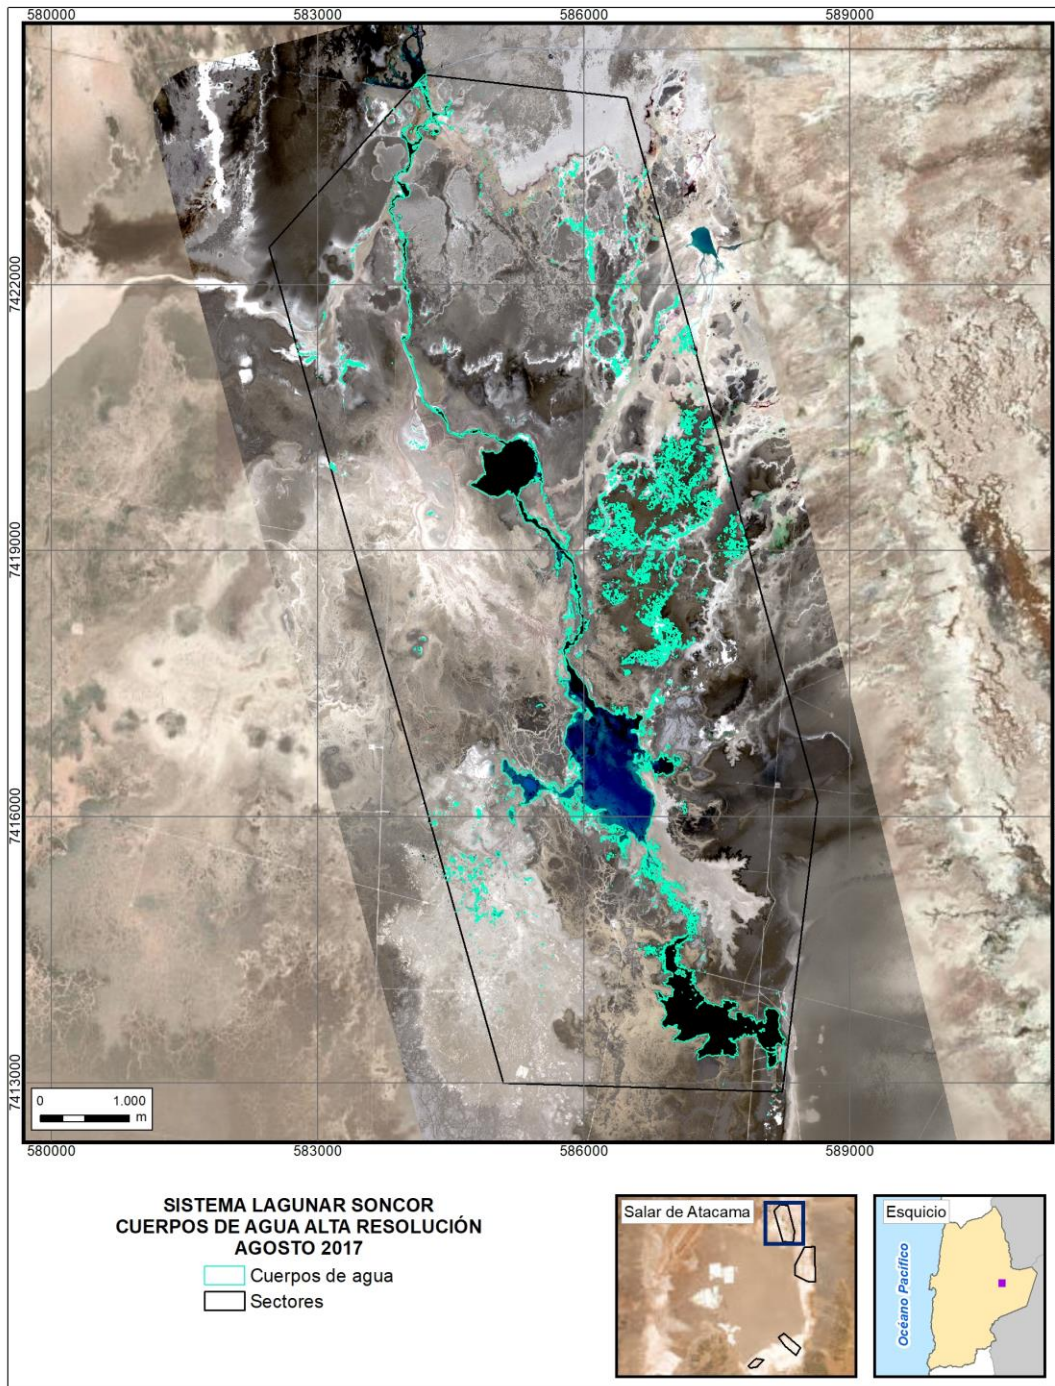 580000 583000 586000 589000
7422000
7419000
7416000
7413000
0 1.000
m
580000 583000 586000 589000
SISTEMA LAGUNAR SONCOR
CUERPOS DE AGUA ALTA RESOLUCIÓN
AGOSTO 2017
Cuerpos de agua
Sectores
Salar de Atacama
Esquicio
Océano Pacífico